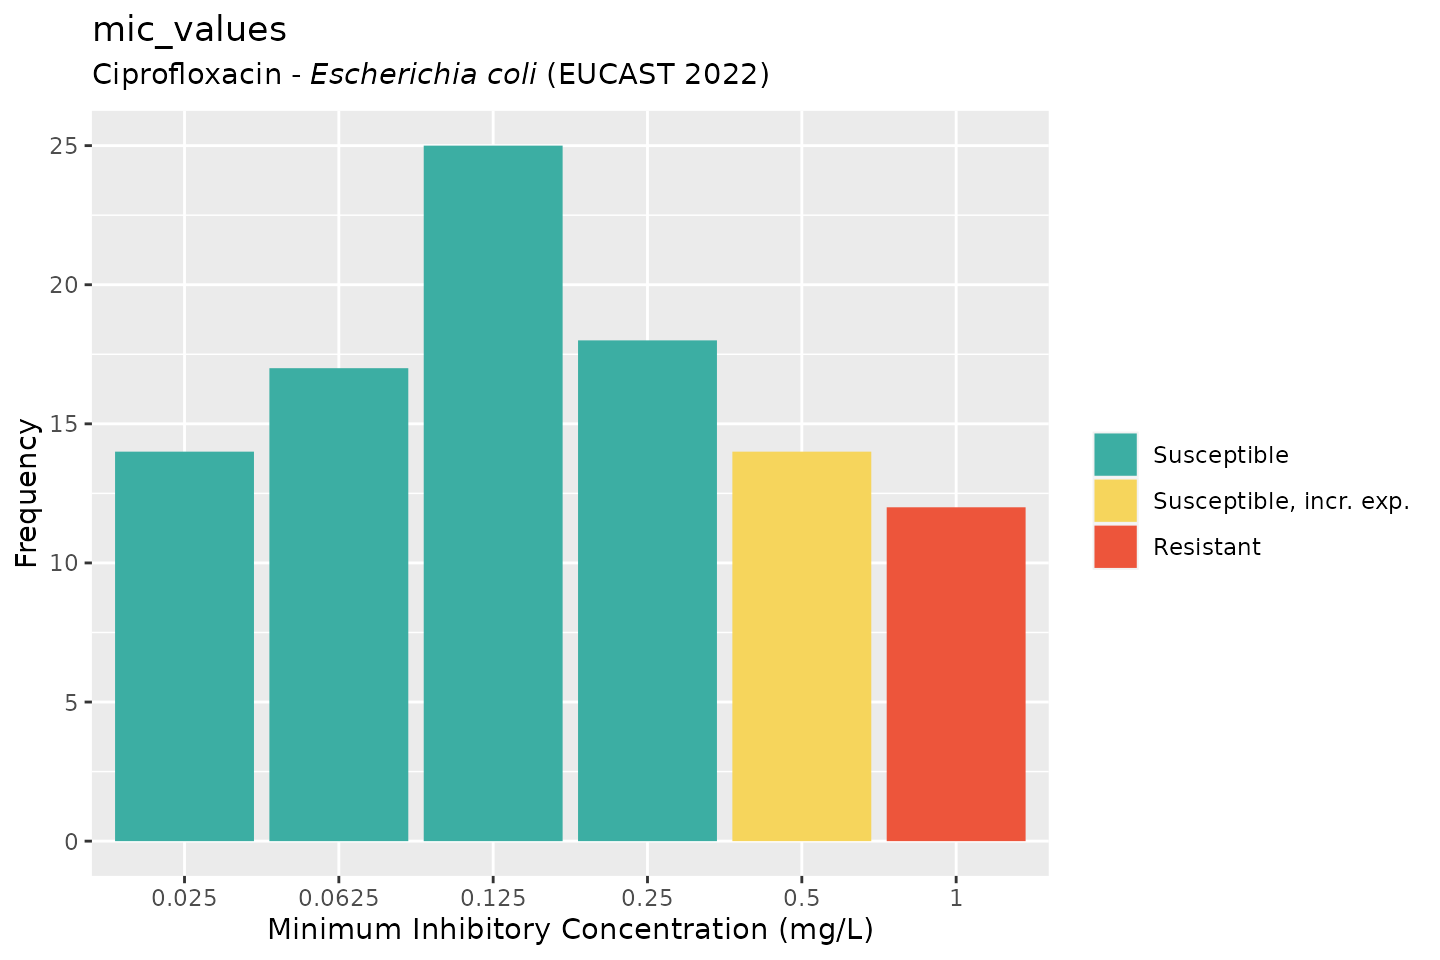 mic_values
Ciprofloxacin - Escherichia coli (EUCAST 2022)
Frequency
25
20
15
10
5
0
0.025 0.0625 0.125 0.25 0.5 1
Minimum Inhibitory Concentration (mg/L)
Susceptible
Susceptible, incr. exp.
Resistant